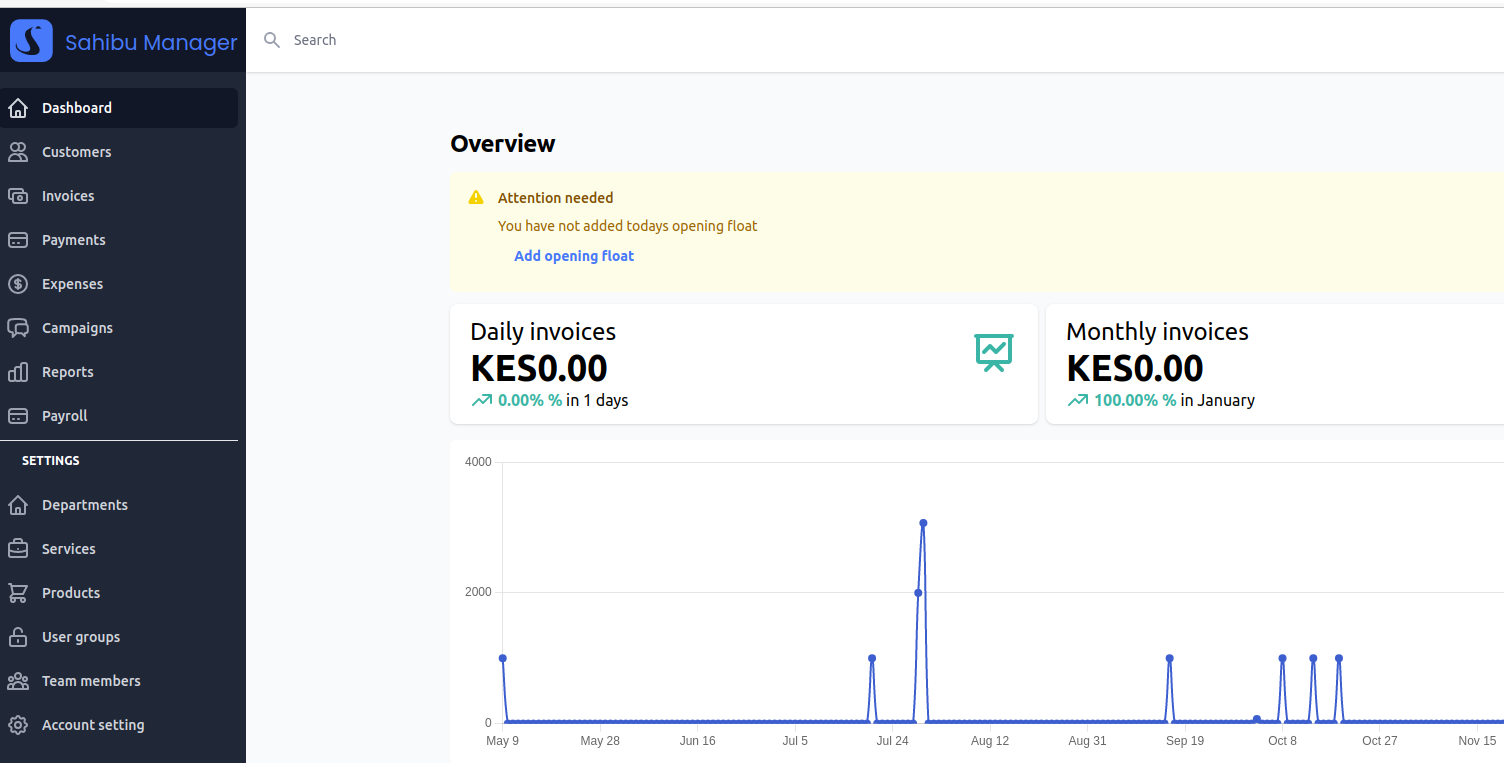 Sahibu Manager
Search
Dashboard
Customers
Invoices
Payments
Expenses
Campaigns
Reports
Payroll
SETTINGS
Departments
Services
Products
User groups
Team members
Account setting
Overview
Attention needed
You have not added todays opening float
Add opening float
Daily invoices
KES0.00
0.00% % in 1 days
Monthly invoices
KES0.00
100.00% % in January
4000
2000
0
May 9 May 28 Jun 16 Jul 5 Jul 24 Aug 12 Aug 31 Sep 19 Oct 8 Oct 27 Nov 15